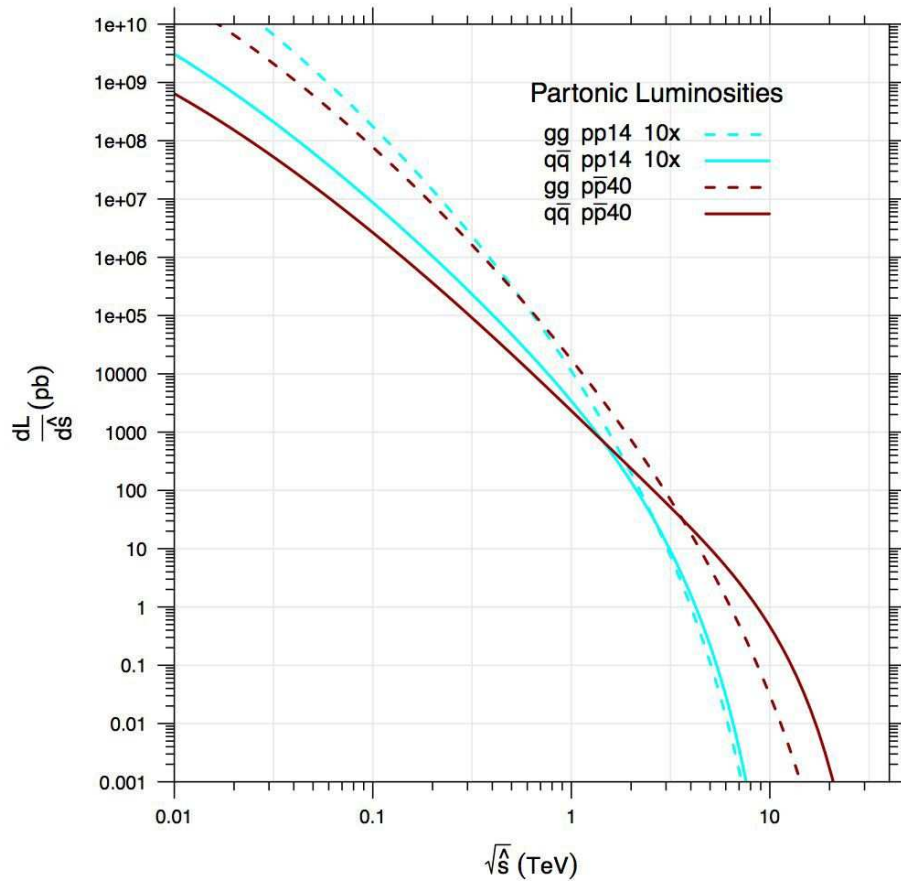 Partonic Luminosities
gg pp14 10x
qq̅ pp14 10x
gg pp̅40
qq̅ pp̅40
1e+10
1e+09
1e+08
1e+07
1e+06
1e+05
10000
1000
100
10
1
0.1
0.01
0.001
dL/dŝ (pb)
0.01 0.1 1 10
√ŝ (TeV)